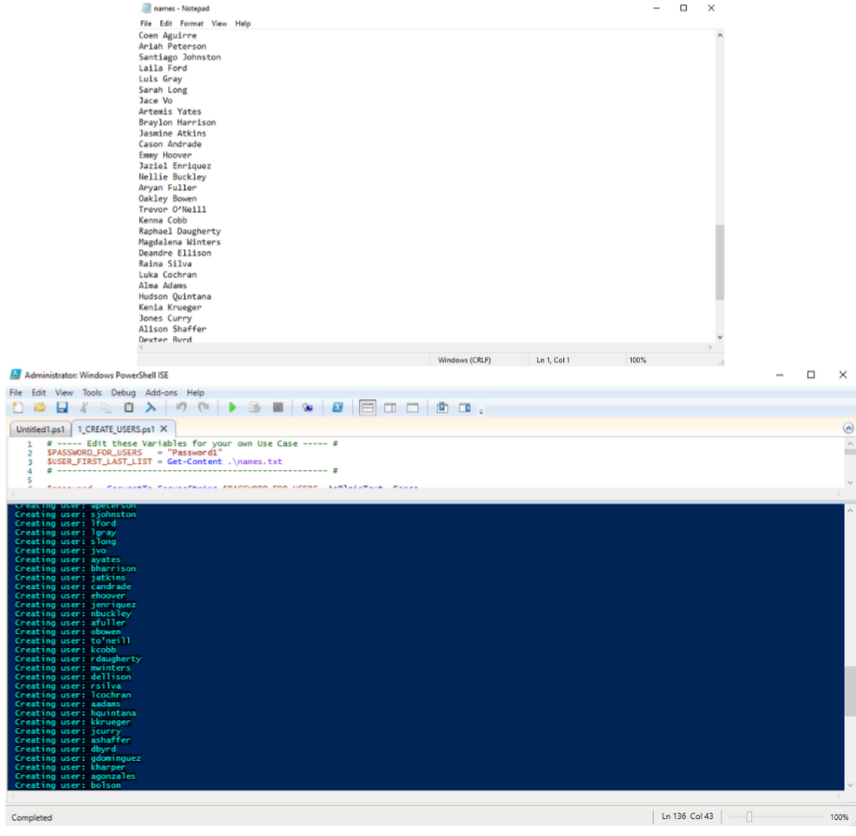 names - Notepad
File Edit Format View Help
Coen Aguirre
Ariah Peterson
Santiago Johnston
Laila Ford
Luis Gray
Sarah Long
Jace Vo
Artemis Yates
Braylon Harrison
Jasmine Atkins
Cason Andrade
Emmy Hoover
Jaziel Enriquez
Nellie Buckley
Aryan Fuller
Oakley Bowen
Trevor O'Neill
Kenna Cobb
Raphael Daugherty
Magdalena Winters
Deandre Ellison
Raina Silva
Luka Cochran
Alma Adams
Hudson Quintana
Kenia Krueger
Jones Curry
Alison Shaffer
Dexter Byrd
Windows (CRLF) Ln 1, Col 1 100%
Administrator: Windows PowerShell ISE
File Edit View Tools Debug Add-ons Help
Untitled1.ps1 1_CREATE_USERS.ps1 X
1 # ----- Edit these Variables for your own Use Case ----- #
2 $PASSWORD_FOR_USERS = "Password1"
3 $USER_FIRST_LAST_LIST = Get-Content .\names.txt
4 # ------------------------------------------------------ #
5
6 $password = ConvertTo-SecureString $PASSWORD_FOR_USERS -AsPlainText -Force
Creating user: apeterson
Creating user: sjohnston
Creating user: lford
Creating user: lgray
Creating user: slong
Creating user: jvo
Creating user: ayates
Creating user: bharrison
Creating user: jatkins
Creating user: candrade
Creating user: ehoover
Creating user: jenriquez
Creating user: nbuckley
Creating user: afuller
Creating user: obowen
Creating user: to'neill
Creating user: kcobb
Creating user: rdaugherty
Creating user: mwinters
Creating user: dellison
Creating user: rsilva
Creating user: lcochran
Creating user: aadams
Creating user: hquintana
Creating user: kkrueger
Creating user: jcurry
Creating user: ashaffer
Creating user: dbyrd
Creating user: gdominguez
Creating user: kharper
Creating user: agonzales
Creating user: bolson
Completed Ln 136 Col 43 100%